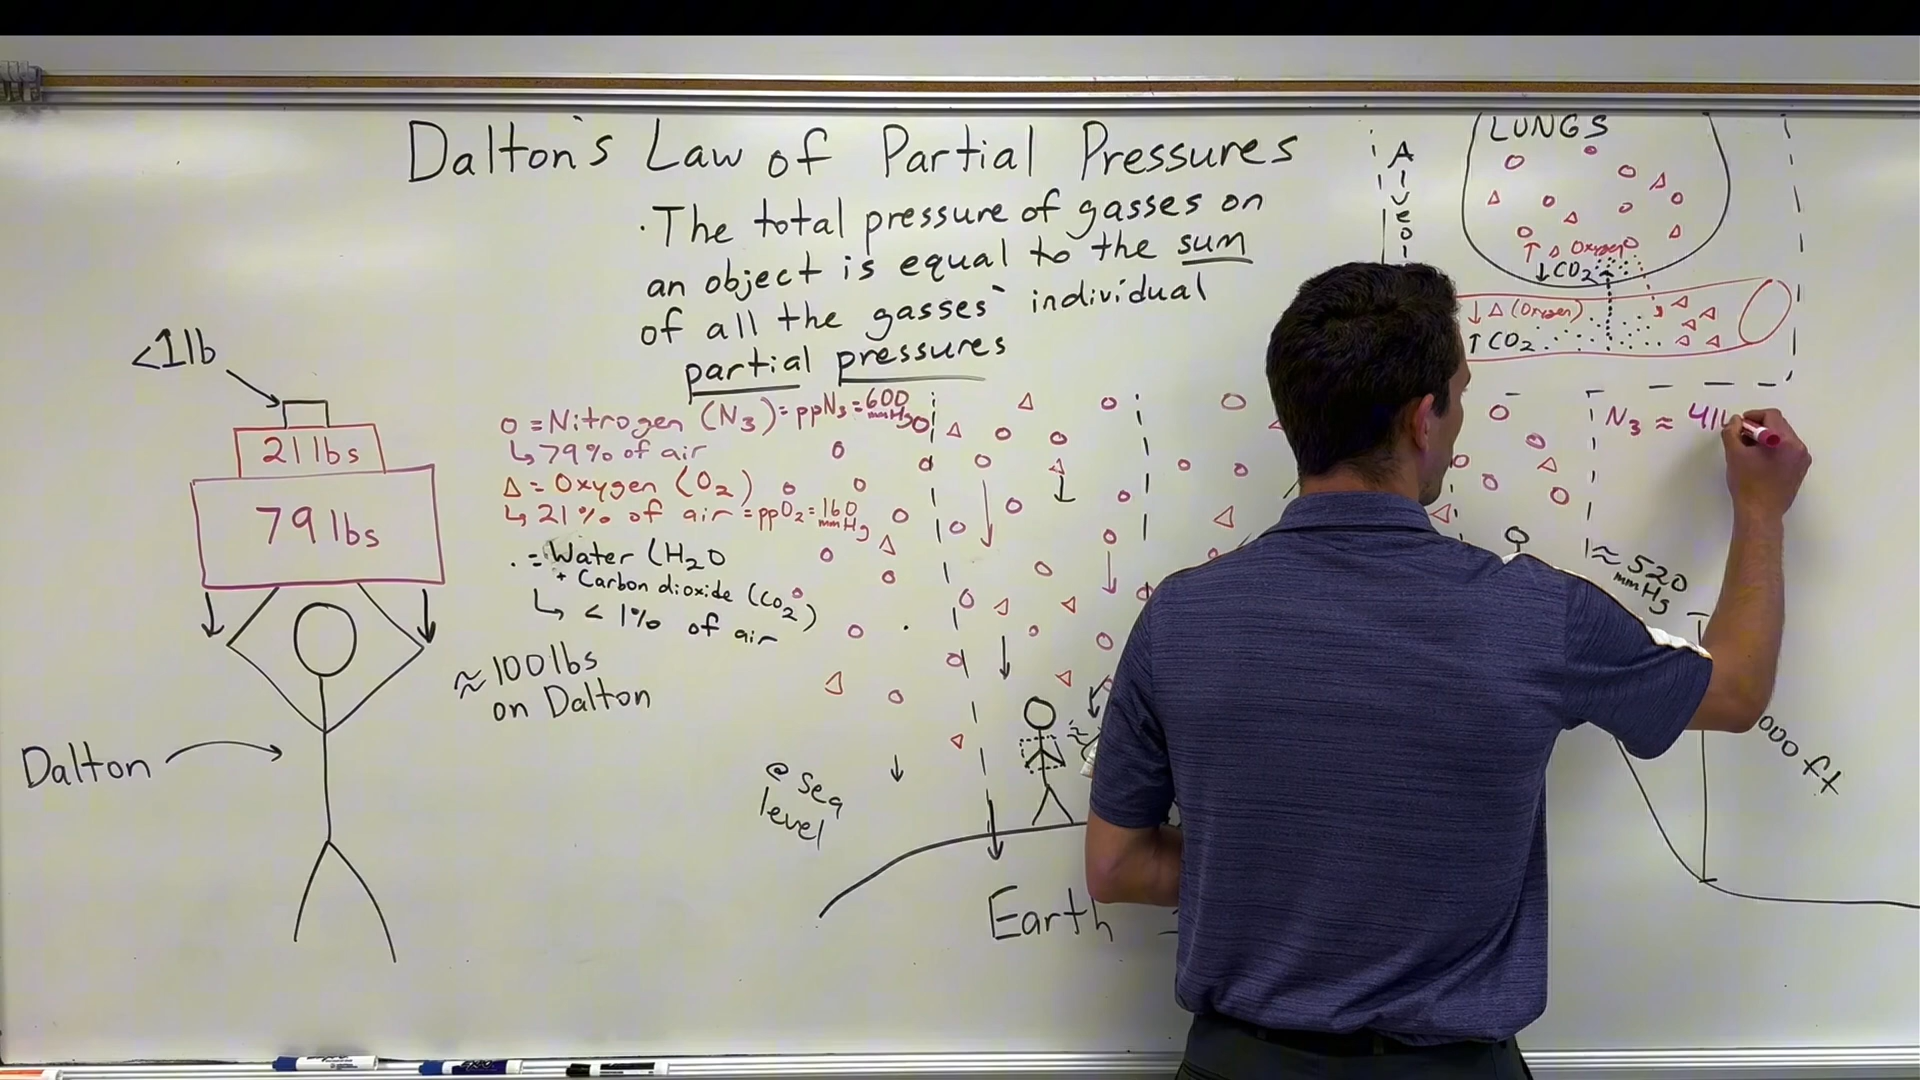 Dalton's Law of Partial Pressures
· The total pressure of gasses on
an object is equal to the sum
of all the gasses` individual
partial pressures
<1lb
21 lbs
79 lbs
≈ 100 lbs
on Dalton
Dalton
o = Nitrogen (N3) = ppN3 = 600 mmHg
↳ 79% of air
Δ = Oxygen (O2)
↳ 21% of air = ppO2 = 160 mmHg
. = Water (H2O
+ Carbon dioxide (CO2)
↳ < 1% of air
@ sea
level
Earth
LUNGS
↑ Δ Oxygen
↓ CO2
↓ Δ (Oxygen)
↑ CO2
N3 ≈
≈ 520
mmHg
000 ft